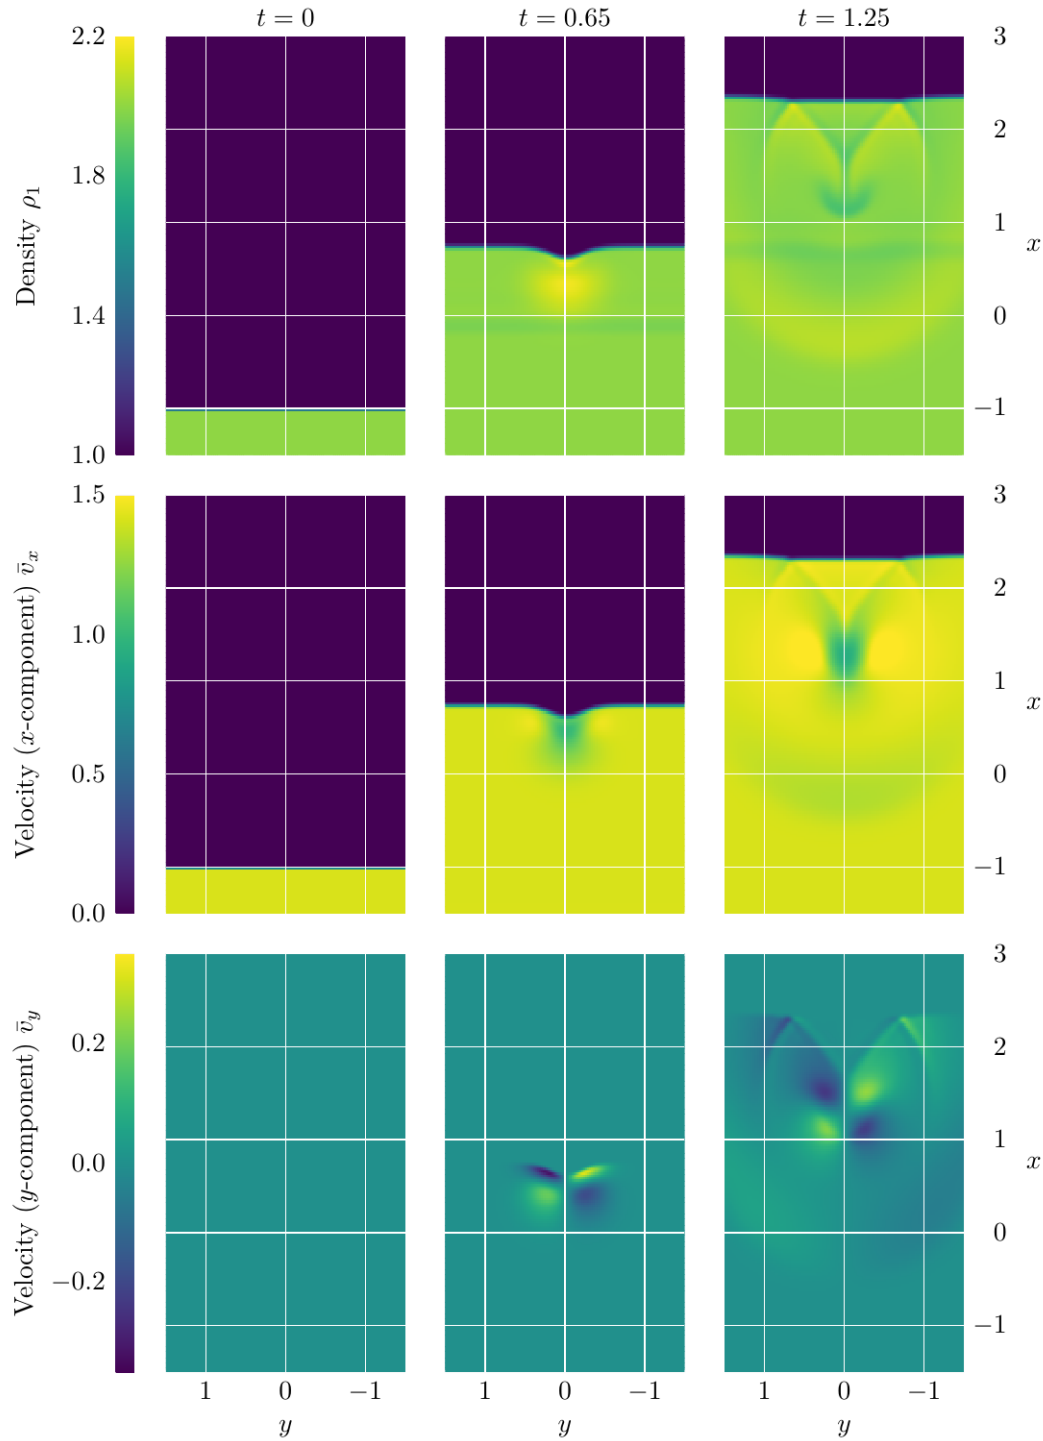 t = 0 t = 0.65 t = 1.25
2.2
1.8
1.4
1.0
Density ρ₁
3
2
1
0
−1
x
1.5
1.0
0.5
0.0
Velocity (x-component) v̄ₓ
3
2
1
0
−1
x
0.2
0.0
−0.2
Velocity (y-component) v̄ᵧ
3
2
1
0
−1
x
1 0 −1 1 0 −1 1 0 −1
y y y